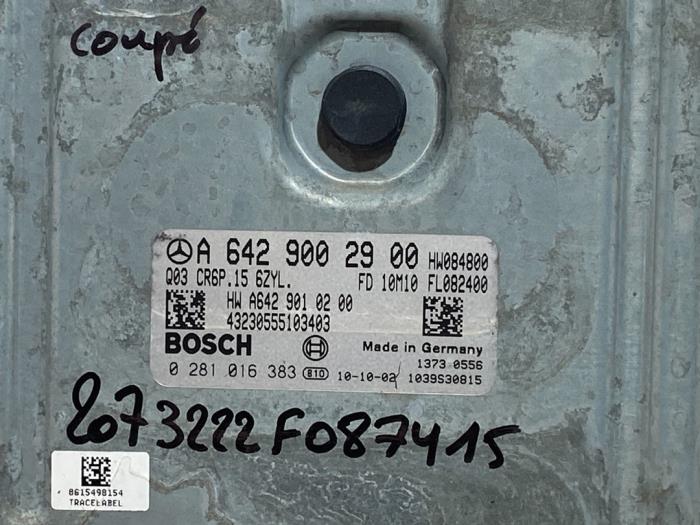 coupé
A 642 900 29 00 HW084800
Q03 CR6P.15 6ZYL. FD 10M10 FL082400
HW A642 901 02 00
43230555103403
BOSCH Made in Germany
1373 0556
0 281 016 383 810 10-10-02 1039S30815
2073222F087415
8615498154
TRACELABEL